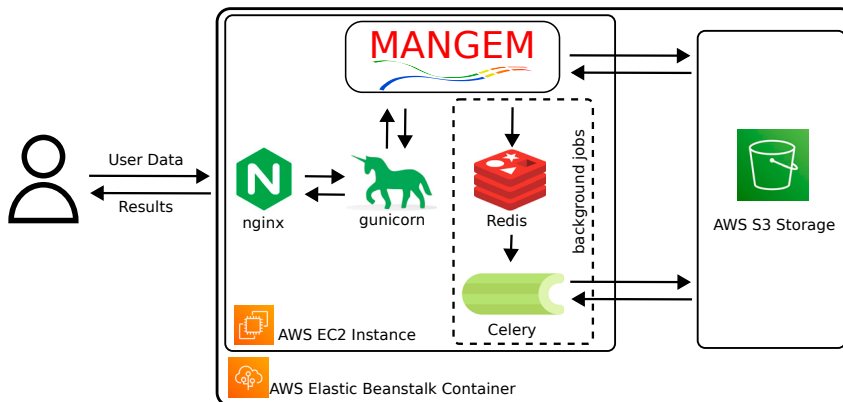 MANGEM
User Data
Results
N
nginx
gunicorn
Redis
background jobs
Celery
AWS S3 Storage
AWS EC2 Instance
AWS Elastic Beanstalk Container